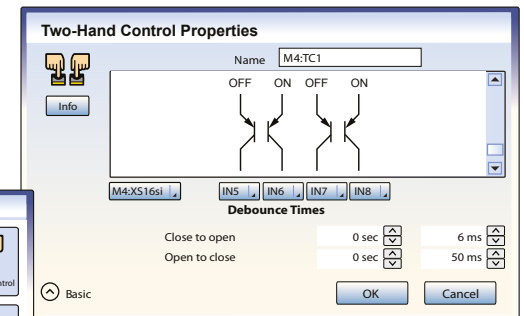 Two-Hand Control Properties
Name M4:TC1
OFF ON OFF ON
Info
M4:XS16si IN5 IN6 IN7 IN8
Debounce Times
Close to open 0 sec 6 ms
Open to close 0 sec 50 ms
Basic OK Cancel